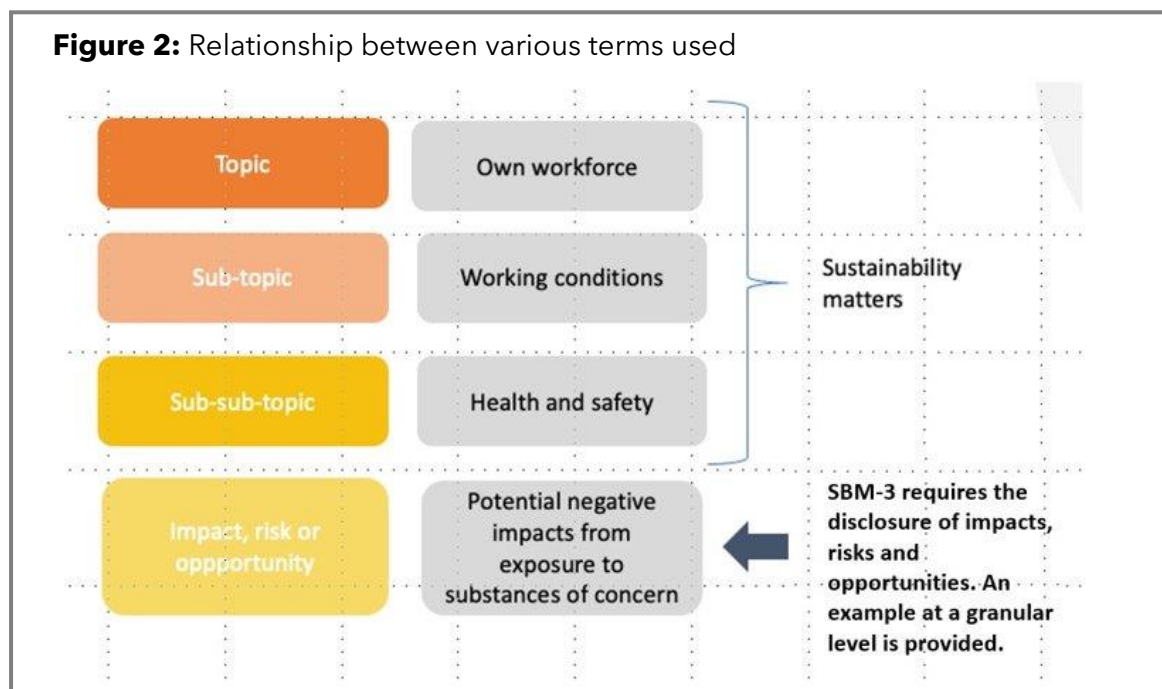 Figure 2: Relationship between various terms used
Topic
Own workforce
Sub-topic
Working conditions
Sub-sub-topic
Health and safety
Sustainability
matters
Impact, risk or
oppportunity
Potential negative
impacts from
exposure to
substances of concern
SBM-3 requires the
disclosure of impacts,
risks and
opportunities. An
example at a granular
level is provided.